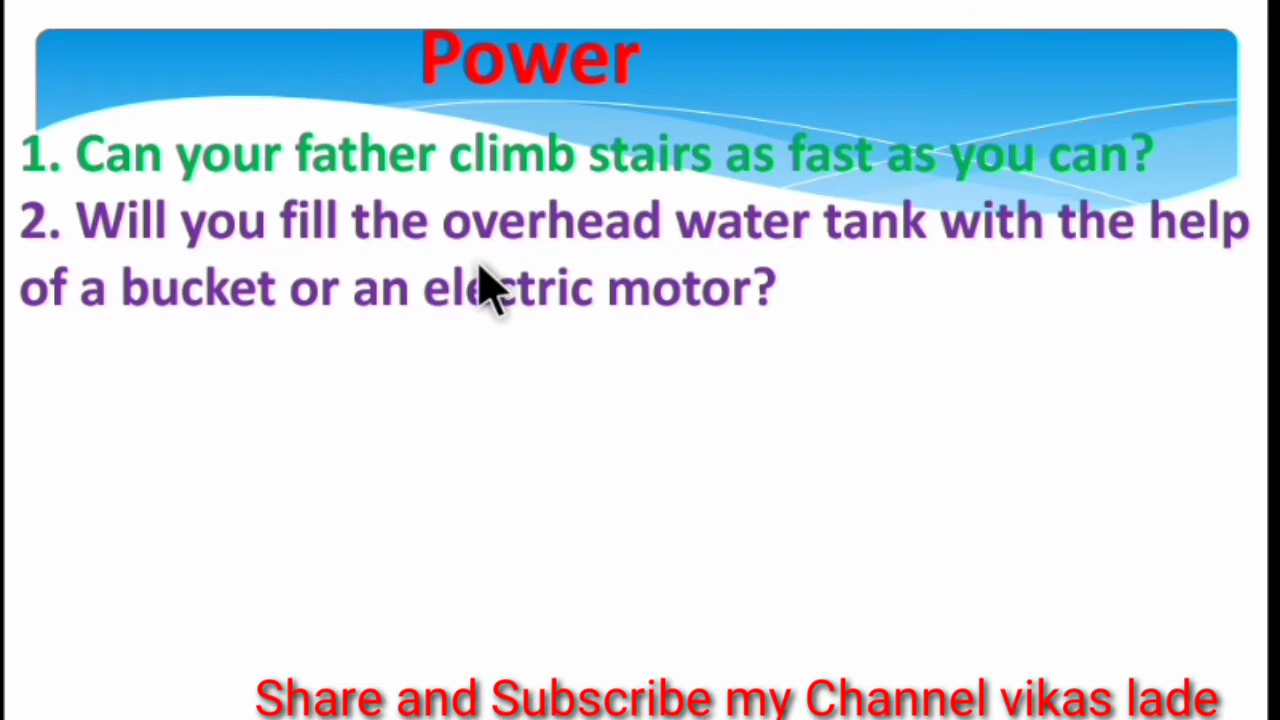 Power
1. Can your father climb stairs as fast as you can?
2. Will you fill the overhead water tank with the help
of a bucket or an electric motor?
Share and Subscribe my Channel vikas lade